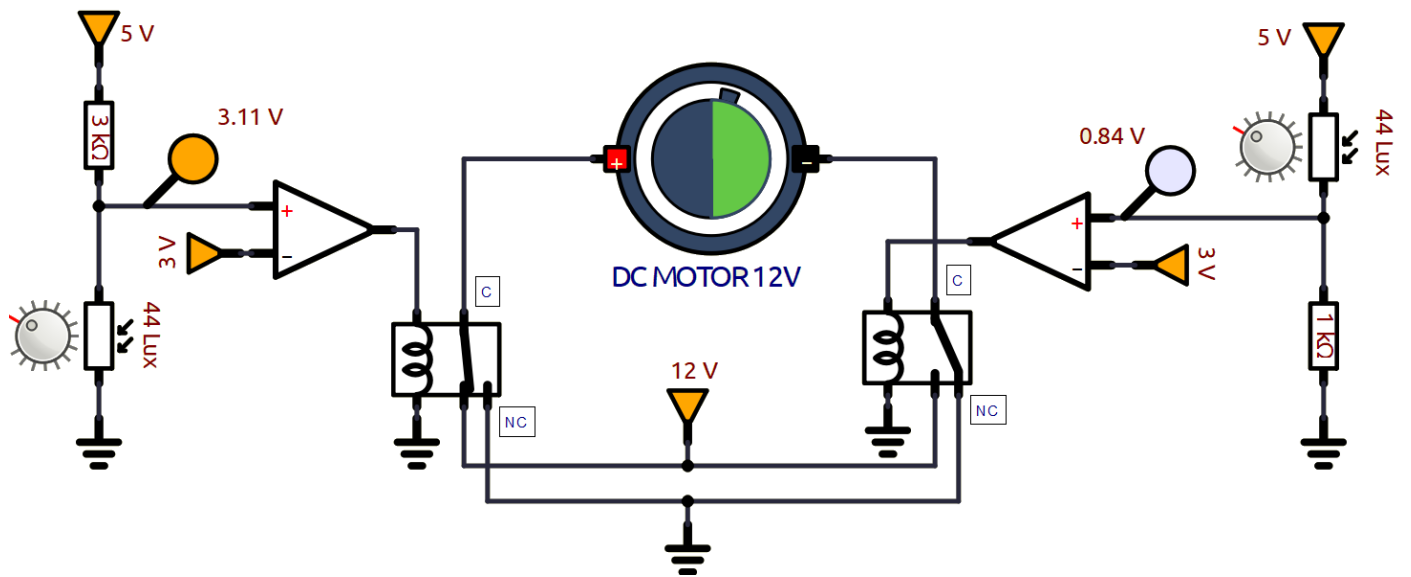 5 V
3 kΩ
3.11 V
+
−
3 V
44 Lux
+
−
DC MOTOR 12V
5 V
44 Lux
0.84 V
+
−
3 V
1 kΩ
C
NC
C
NC
12 V